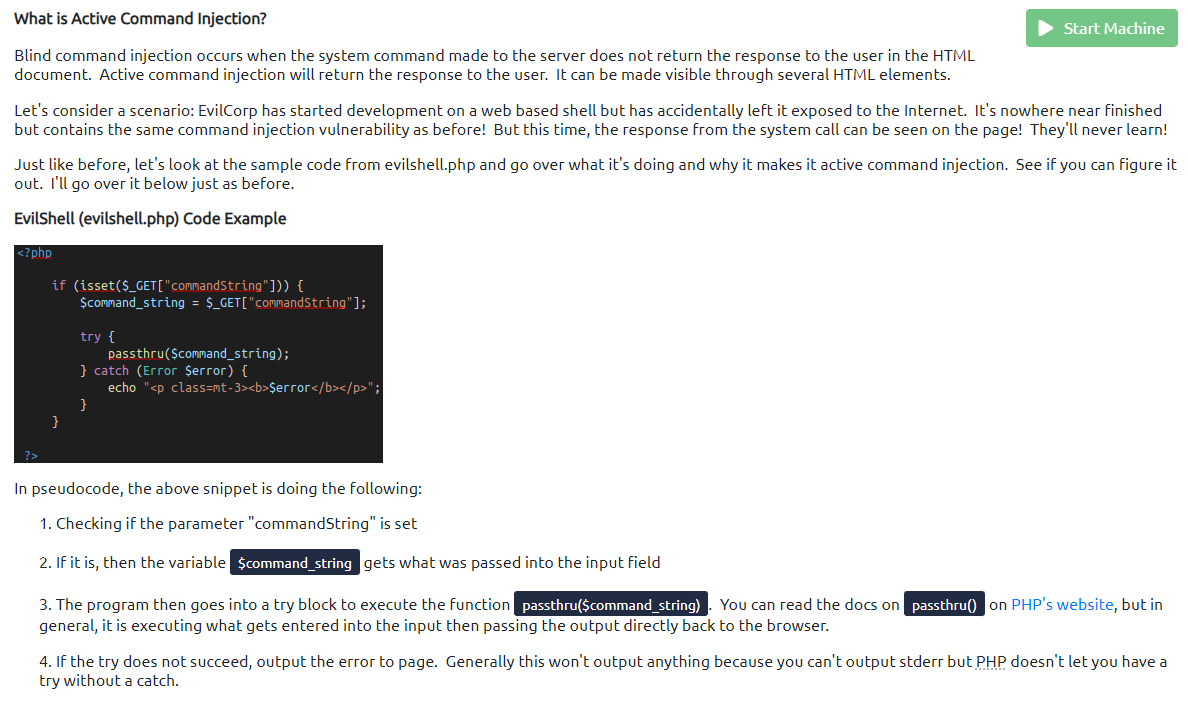 What is Active Command Injection?
Start Machine
Blind command injection occurs when the system command made to the server does not return the response to the user in the HTML
document.  Active command injection will return the response to the user.  It can be made visible through several HTML elements.
Let's consider a scenario: EvilCorp has started development on a web based shell but has accidentally left it exposed to the Internet.  It's nowhere near finished
but contains the same command injection vulnerability as before!  But this time, the response from the system call can be seen on the page!  They'll never learn!
Just like before, let's look at the sample code from evilshell.php and go over what it's doing and why it makes it active command injection.  See if you can figure it
out.  I'll go over it below just as before.
EvilShell (evilshell.php) Code Example
<?php
if (isset($_GET["commandString"])) {
$command_string = $_GET["commandString"];
try {
passthru($command_string);
} catch (Error $error) {
echo "<p class=mt-3><b>$error</b></p>";
}
}
?>
In pseudocode, the above snippet is doing the following:
1. Checking if the parameter "commandString" is set
2. If it is, then the variable $command_string gets what was passed into the input field
3. The program then goes into a try block to execute the function passthru($command_string).  You can read the docs on passthru() on PHP's website, but in
general, it is executing what gets entered into the input then passing the output directly back to the browser.
4. If the try does not succeed, output the error to page.  Generally this won't output anything because you can't output stderr but PHP doesn't let you have a
try without a catch.